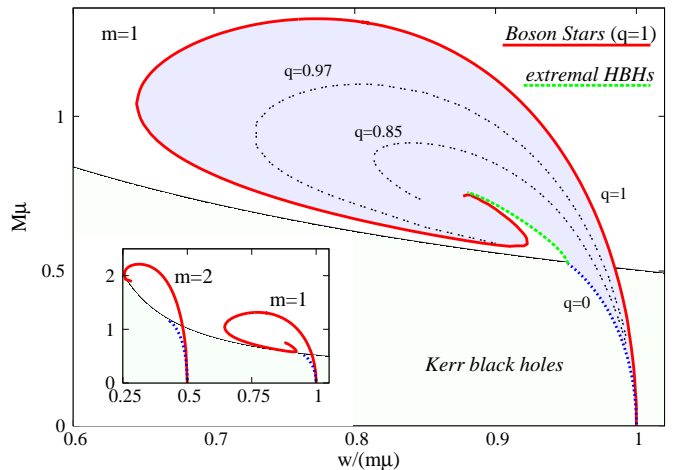 m=1
Boson Stars (q=1)
extremal HBHs
q=0.97
q=0.85
q=1
q=0
Mμ
1
0.5
0
Kerr black holes
m=2
m=1
2
1
0
0.25
0.5
0.75
1
0.6
0.7
0.8
0.9
1
w/(mμ)